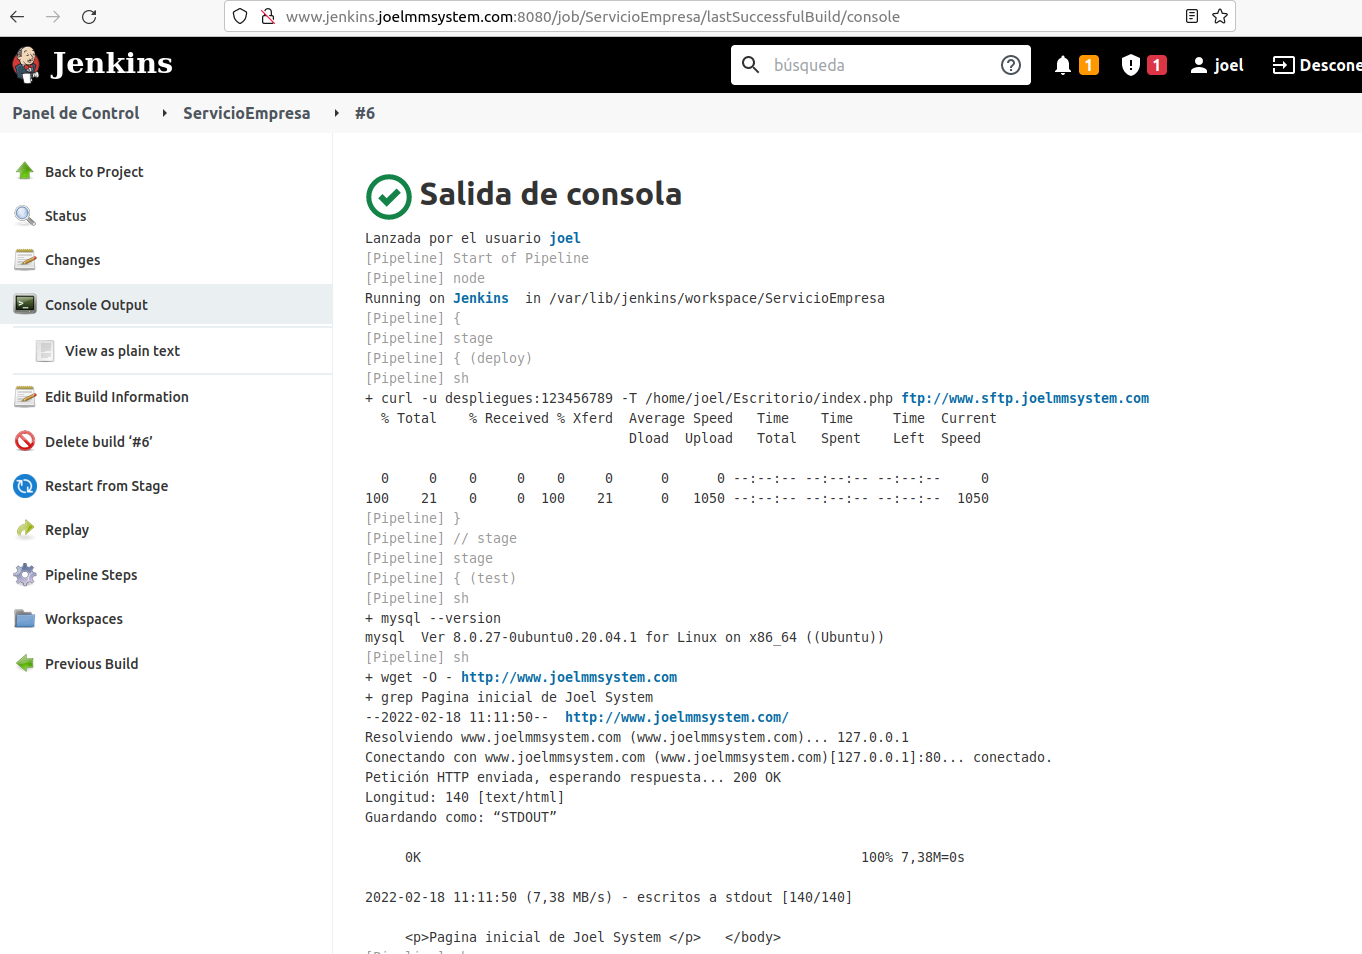 www.jenkins.joelmmsystem.com:8080/job/ServicioEmpresa/lastSuccessfulBuild/console
Jenkins
búsqueda
1
1
joel
Descone
Panel de Control
ServicioEmpresa
#6
Back to Project
Status
Changes
Console Output
View as plain text
Edit Build Information
Delete build ‘#6’
Restart from Stage
Replay
Pipeline Steps
Workspaces
Previous Build
Salida de consola
Lanzada por el usuario joel
[Pipeline] Start of Pipeline
[Pipeline] node
Running on Jenkins  in /var/lib/jenkins/workspace/ServicioEmpresa
[Pipeline] {
[Pipeline] stage
[Pipeline] { (deploy)
[Pipeline] sh
+ curl -u despliegues:123456789 -T /home/joel/Escritorio/index.php ftp://www.sftp.joelmmsystem.com
  % Total    % Received % Xferd  Average Speed   Time    Time     Time  Current
                                 Dload  Upload   Total   Spent    Left  Speed
  0     0    0     0    0     0      0      0 --:--:-- --:--:-- --:--:--     0
100    21    0     0  100    21      0   1050 --:--:-- --:--:-- --:--:--  1050
[Pipeline] }
[Pipeline] // stage
[Pipeline] stage
[Pipeline] { (test)
[Pipeline] sh
+ mysql --version
mysql  Ver 8.0.27-0ubuntu0.20.04.1 for Linux on x86_64 ((Ubuntu))
[Pipeline] sh
+ wget -O - http://www.joelmmsystem.com
+ grep Pagina inicial de Joel System
--2022-02-18 11:11:50--  http://www.joelmmsystem.com/
Resolviendo www.joelmmsystem.com (www.joelmmsystem.com)... 127.0.0.1
Conectando con www.joelmmsystem.com (www.joelmmsystem.com)[127.0.0.1]:80... conectado.
Petición HTTP enviada, esperando respuesta... 200 OK
Longitud: 140 [text/html]
Guardando como: “STDOUT”
     0K                                                       100% 7,38M=0s
2022-02-18 11:11:50 (7,38 MB/s) - escritos a stdout [140/140]
     <p>Pagina inicial de Joel System </p>   </body>